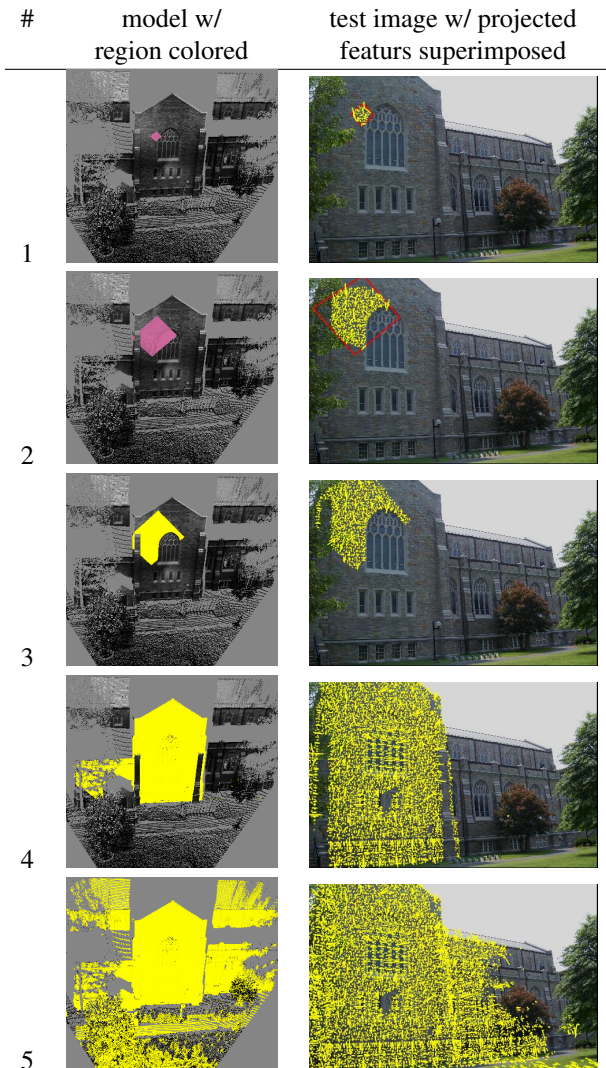 # model w/ test image w/ projected
region colored featurs superimposed
1
2
3
4
5